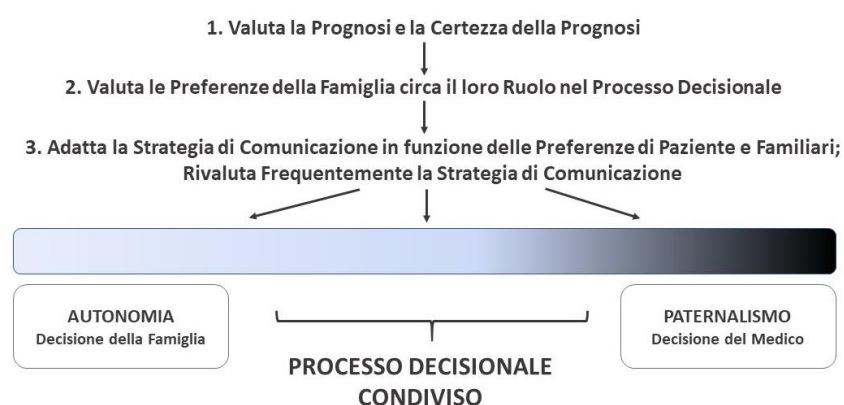 1. Valuta la Prognosi e la Certezza della Prognosi
2. Valuta le Preferenze della Famiglia circa il loro Ruolo nel Processo Decisionale
3. Adatta la Strategia di Comunicazione in funzione delle Preferenze di Paziente e Familiari;
Rivaluta Frequentemente la Strategia di Comunicazione
AUTONOMIA
Decisione della Famiglia
PATERNALISMO
Decisione del Medico
PROCESSO DECISIONALE
CONDIVISO